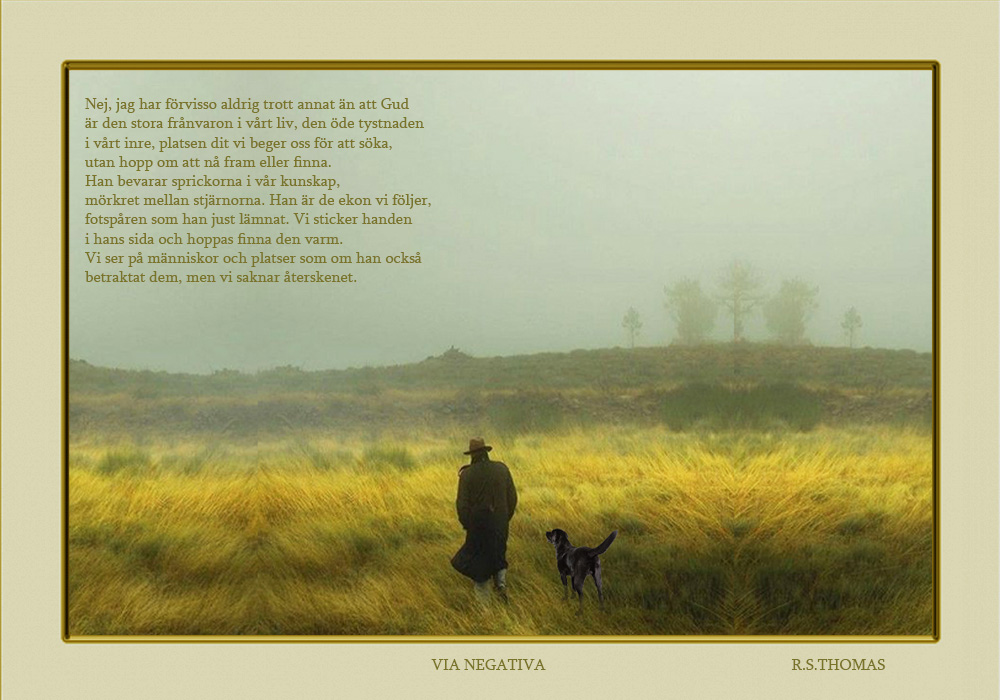 Nej, jag har förvisso aldrig trott annat än att Gud
är den stora frånvaron i vårt liv, den öde tystnaden
i vårt inre, platsen dit vi beger oss för att söka,
utan hopp om att nå fram eller finna.
Han bevarar sprickorna i vår kunskap,
mörkret mellan stjärnorna. Han är de ekon vi följer,
fotspåren som han just lämnat. Vi sticker handen
i hans sida och hoppas finna den varm.
Vi ser på människor och platser som om han också
betraktat dem, men vi saknar återskenet.
VIA NEGATIVA
R.S.THOMAS